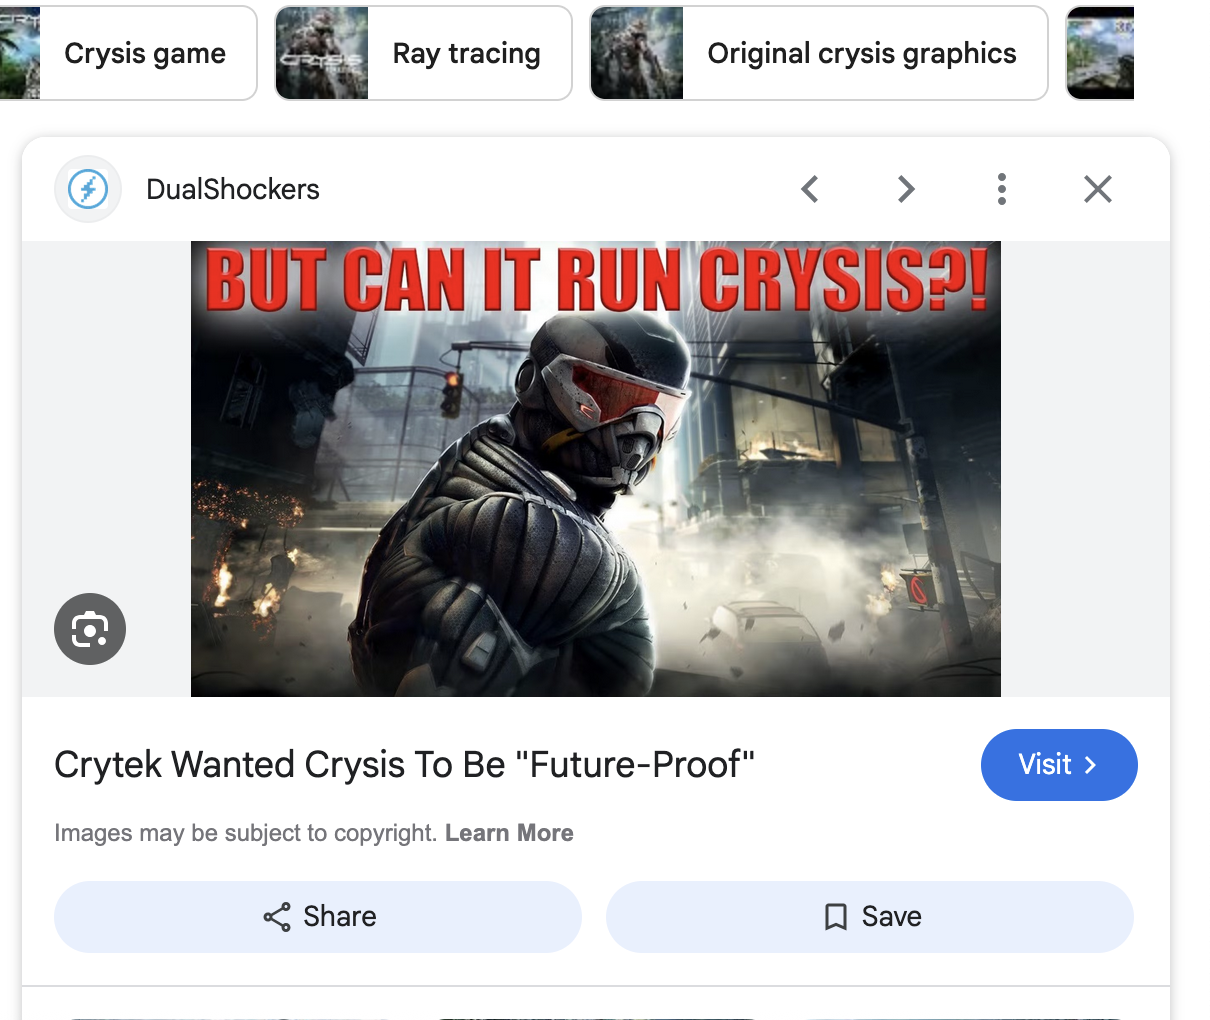 Crysis game
Ray tracing
Original crysis graphics
DualShockers
BUT CAN IT RUN CRYSIS?!
Crytek Wanted Crysis To Be "Future-Proof"
Visit
Images may be subject to copyright. Learn More
Share
Save